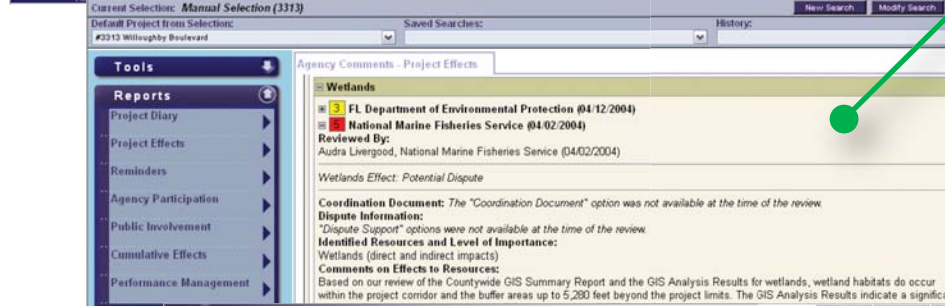 Current Selection: Manual Selection (3313)
New Search Modify Search
Default Project from Selection: Saved Searches: History:
#3313 Willoughby Boulevard
Tools
Agency Comments - Project Effects
Reports
Wetlands
3 FL Department of Environmental Protection (04/12/2004)
5 National Marine Fisheries Service (04/02/2004)
Project Diary
Reviewed By:
Audra Livergood, National Marine Fisheries Service (04/02/2004)
Project Effects
Wetlands Effect: Potential Dispute
Reminders
Coordination Document: The "Coordination Document" option was not available at the time of the review.
Agency Participation
Dispute Information:
"Dispute Support" options were not available at the time of the review.
Public Involvement
Identified Resources and Level of Importance:
Wetlands (direct and indirect impacts)
Cumulative Effects
Comments on Effects to Resources:
Performance Management
Based on our review of the Countywide GIS Summary Report and the GIS Analysis Results for wetlands, wetland habitats do occur
within the project corridor and the buffer areas up to 5,280 feet beyond the project limits. The GIS Analysis Results indicate a significa